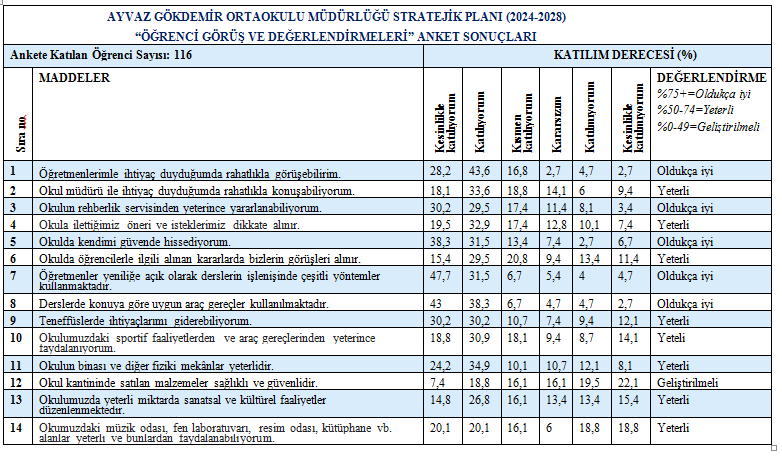 AYVAZ GÖKDEMİR ORTAOKULU MÜDÜRLÜĞÜ STRATEJİK PLANI (2024-2028)
“ÖĞRENCİ GÖRÜŞ VE DEĞERLENDİRMELERİ” ANKET SONUÇLARI
Ankete Katılan Öğrenci Sayısı: 116 KATILIM DERECESİ (%)
Sıra no. MADDELER Kesinlikle katılıyorum Katılıyorum Kısmen katılıyorum Kararsızım Katılmıyorum Kesinlikle katılmıyorum DEĞERLENDİRME
%75+=Oldukça iyi
%50-74=Yeterli
%0-49=Geliştirilmeli
1 Öğretmenlerimle ihtiyaç duyduğumda rahatlıkla görüşebilirim. 28,2 43,6 16,8 2,7 4,7 2,7 Oldukça iyi
2 Okul müdürü ile ihtiyaç duyduğumda rahatlıkla konuşabiliyorum. 18,1 33,6 18,8 14,1 6 9,4 Yeterli
3 Okulun rehberlik servisinden yeterince yararlanabiliyorum. 30,2 29,5 17,4 11,4 8,1 3,4 Oldukça iyi
4 Okula ilettiğimiz öneri ve isteklerimiz dikkate alınır. 19,5 32,9 17,4 12,8 10,1 7,4 Yeterli
5 Okulda kendimi güvende hissediyorum. 38,3 31,5 13,4 7,4 2,7 6,7 Oldukça iyi
6 Okulda öğrencilerle ilgili alınan kararlarda bizlerin görüşleri alınır. 15,4 29,5 20,8 9,4 13,4 11,4 Yeterli
7 Öğretmenler yeniliğe açık olarak derslerin işlenişinde çeşitli yöntemler
kullanmaktadır. 47,7 31,5 6,7 5,4 4 4,7 Oldukça iyi
8 Derslerde konuya göre uygun araç gereçler kullanılmaktadır. 43 38,3 6,7 4,7 4,7 2,7 Oldukça iyi
9 Teneffüslerde ihtiyaçlarımı giderebiliyorum. 30,2 30,2 10,7 7,4 9,4 12,1 Yeterli
10 Okulumuzdaki sportif faaliyetlerden ve araç gereçlerinden yeterince
faydalanıyorum. 18,8 30,9 18,1 9,4 8,7 14,1 Yeteli
11 Okulun binası ve diğer fiziki mekânlar yeterlidir. 24,2 34,9 10,1 10,7 12,1 8,1 Yeterli
12 Okul kantininde satılan malzemeler sağlıklı ve güvenlidir. 7,4 18,8 16,1 16,1 19,5 22,1 Geliştirilmeli
13 Okulumuzda yeterli miktarda sanatsal ve kültürel faaliyetler
düzenlenmektedir. 14,8 26,8 16,1 13,4 13,4 15,4 Yeterli
14 Okumuzdaki müzik odası, fen laboratuvarı, resim odası, kütüphane vb.
alanlar yeterli ve bunlardan faydalanabiliyorum. 20,1 20,1 16,1 6 18,8 18,8 Yeterli